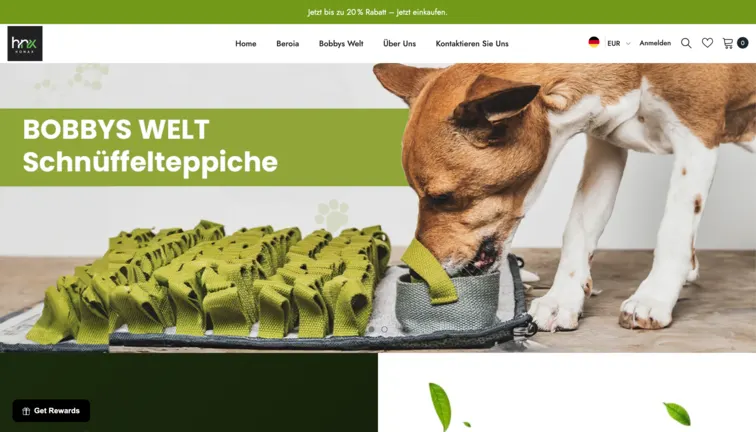 Jetzt bis zu 20 % Rabatt – Jetzt einkaufen.
hnx
HONAX
Home
Beroia
Bobbys Welt
Über Uns
Kontaktieren Sie Uns
EUR
Anmelden
0
BOBBYS WELT
Schnüffelteppiche
Get Rewards